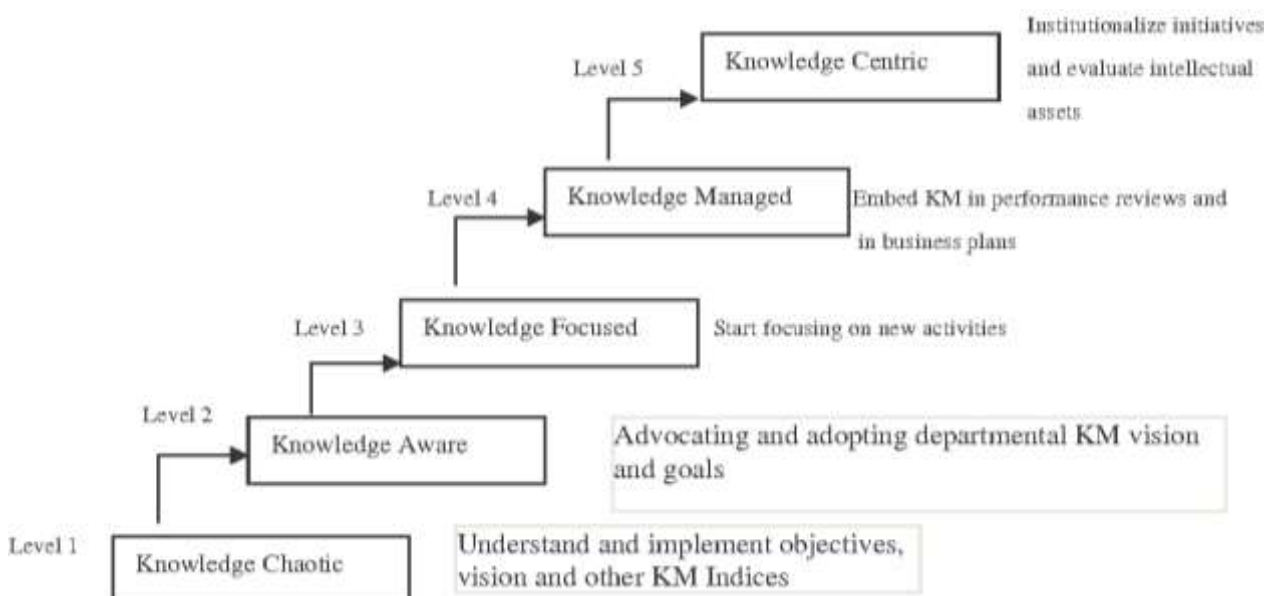 Institutionalize initiatives
Level 5
Knowledge Centric
and evaluate intellectual
assets
Level 4
Knowledge Managed
Embed KM in performance reviews and
in business plans
Level 3
Knowledge Focused
Start focusing on new activities
Level 2
Knowledge Aware
Advocating and adopting departmental KM vision
and goals
Level 1
Knowledge Chaotic
Understand and implement objectives,
vision and other KM Indices